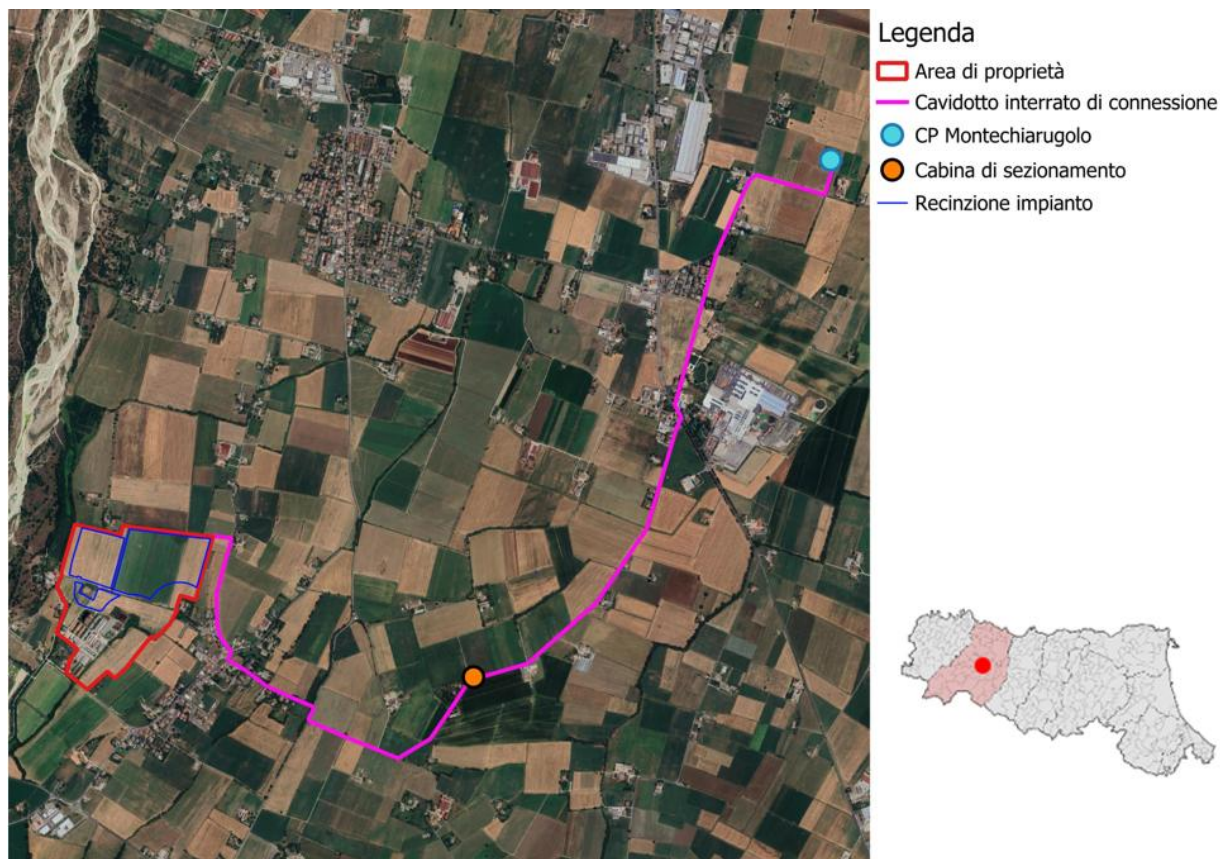 Legenda
Area di proprietà
Cavidotto interrato di connessione
CP Montechiarugolo
Cabina di sezionamento
Recinzione impianto